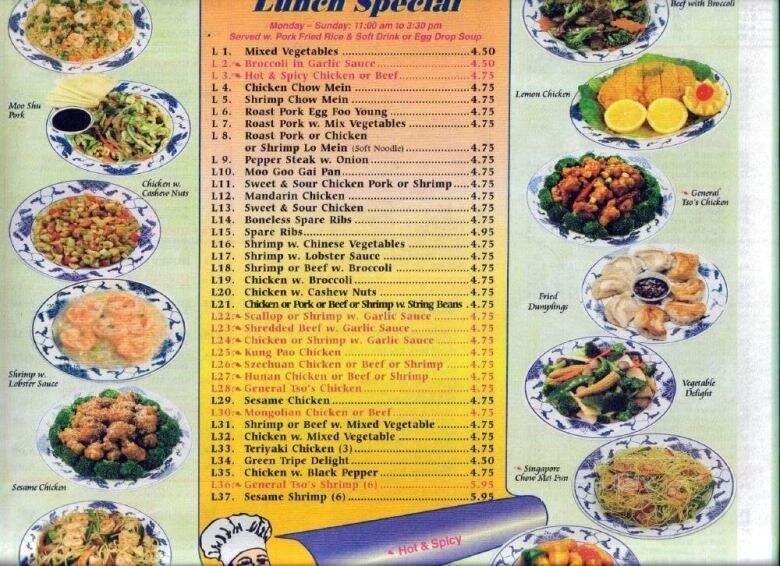 Lunch Special
Monday – Sunday: 11:00 am to 3:30 pm
Served w. Pork Fried Rice & Soft Drink or Egg Drop Soup
L 1. Mixed Vegetables 4.50
L 2. Broccoli in Garlic Sauce 4.50
L 3. Hot & Spicy Chicken or Beef 4.75
L 4. Chicken Chow Mein 4.75
L 5. Shrimp Chow Mein 4.75
L 6. Roast Pork Egg Foo Young 4.75
L 7. Roast Pork w. Mix Vegetables 4.75
L 8. Roast Pork or Chicken
or Shrimp Lo Mein (Soft Noodle) 4.75
L 9. Pepper Steak w. Onion 4.75
L10. Moo Goo Gai Pan 4.75
L11. Sweet & Sour Chicken Pork or Shrimp 4.75
L12. Mandarin Chicken 4.75
L13. Sweet & Sour Chicken 4.75
L14. Boneless Spare Ribs 4.75
L15. Spare Ribs 4.95
L16. Shrimp w. Chinese Vegetables 4.75
L17. Shrimp w. Lobster Sauce 4.75
L18. Shrimp or Beef w. Broccoli 4.75
L19. Chicken w. Broccoli 4.75
L20. Chicken w. Cashew Nuts 4.75
L21. Chicken or Pork or Beef or Shrimp w. String Beans 4.75
L22. Scallop or Shrimp w. Garlic Sauce 4.75
L23. Shredded Beef w. Garlic Sauce 4.75
L24. Chicken or Shrimp w. Garlic Sauce 4.75
L25. Kung Pao Chicken 4.75
L26. Szechuan Chicken or Beef or Shrimp 4.75
L27. Hunan Chicken or Beef or Shrimp 4.75
L28. General Tso's Chicken 4.75
L29. Sesame Chicken 4.75
L30. Mongolian Chicken or Beef 4.75
L31. Shrimp or Beef w. Mixed Vegetable 4.75
L32. Chicken w. Mixed Vegetable 4.75
L33. Teriyaki Chicken (3) 4.75
L34. Green Tripe Delight 4.50
L35. Chicken w. Black Pepper 4.75
L36. General Tso's Shrimp (6) 5.95
L37. Sesame Shrimp (6) 5.95
Hot & Spicy
Moo Shu
Pork
Chicken w.
Cashew Nuts
Shrimp w.
Lobster Sauce
Sesame Chicken
Beef with Broccoli
Lemon Chicken
General
Tso's Chicken
Fried
Dumplings
Vegetable
Delight
Singapore
Chow Mei Fun